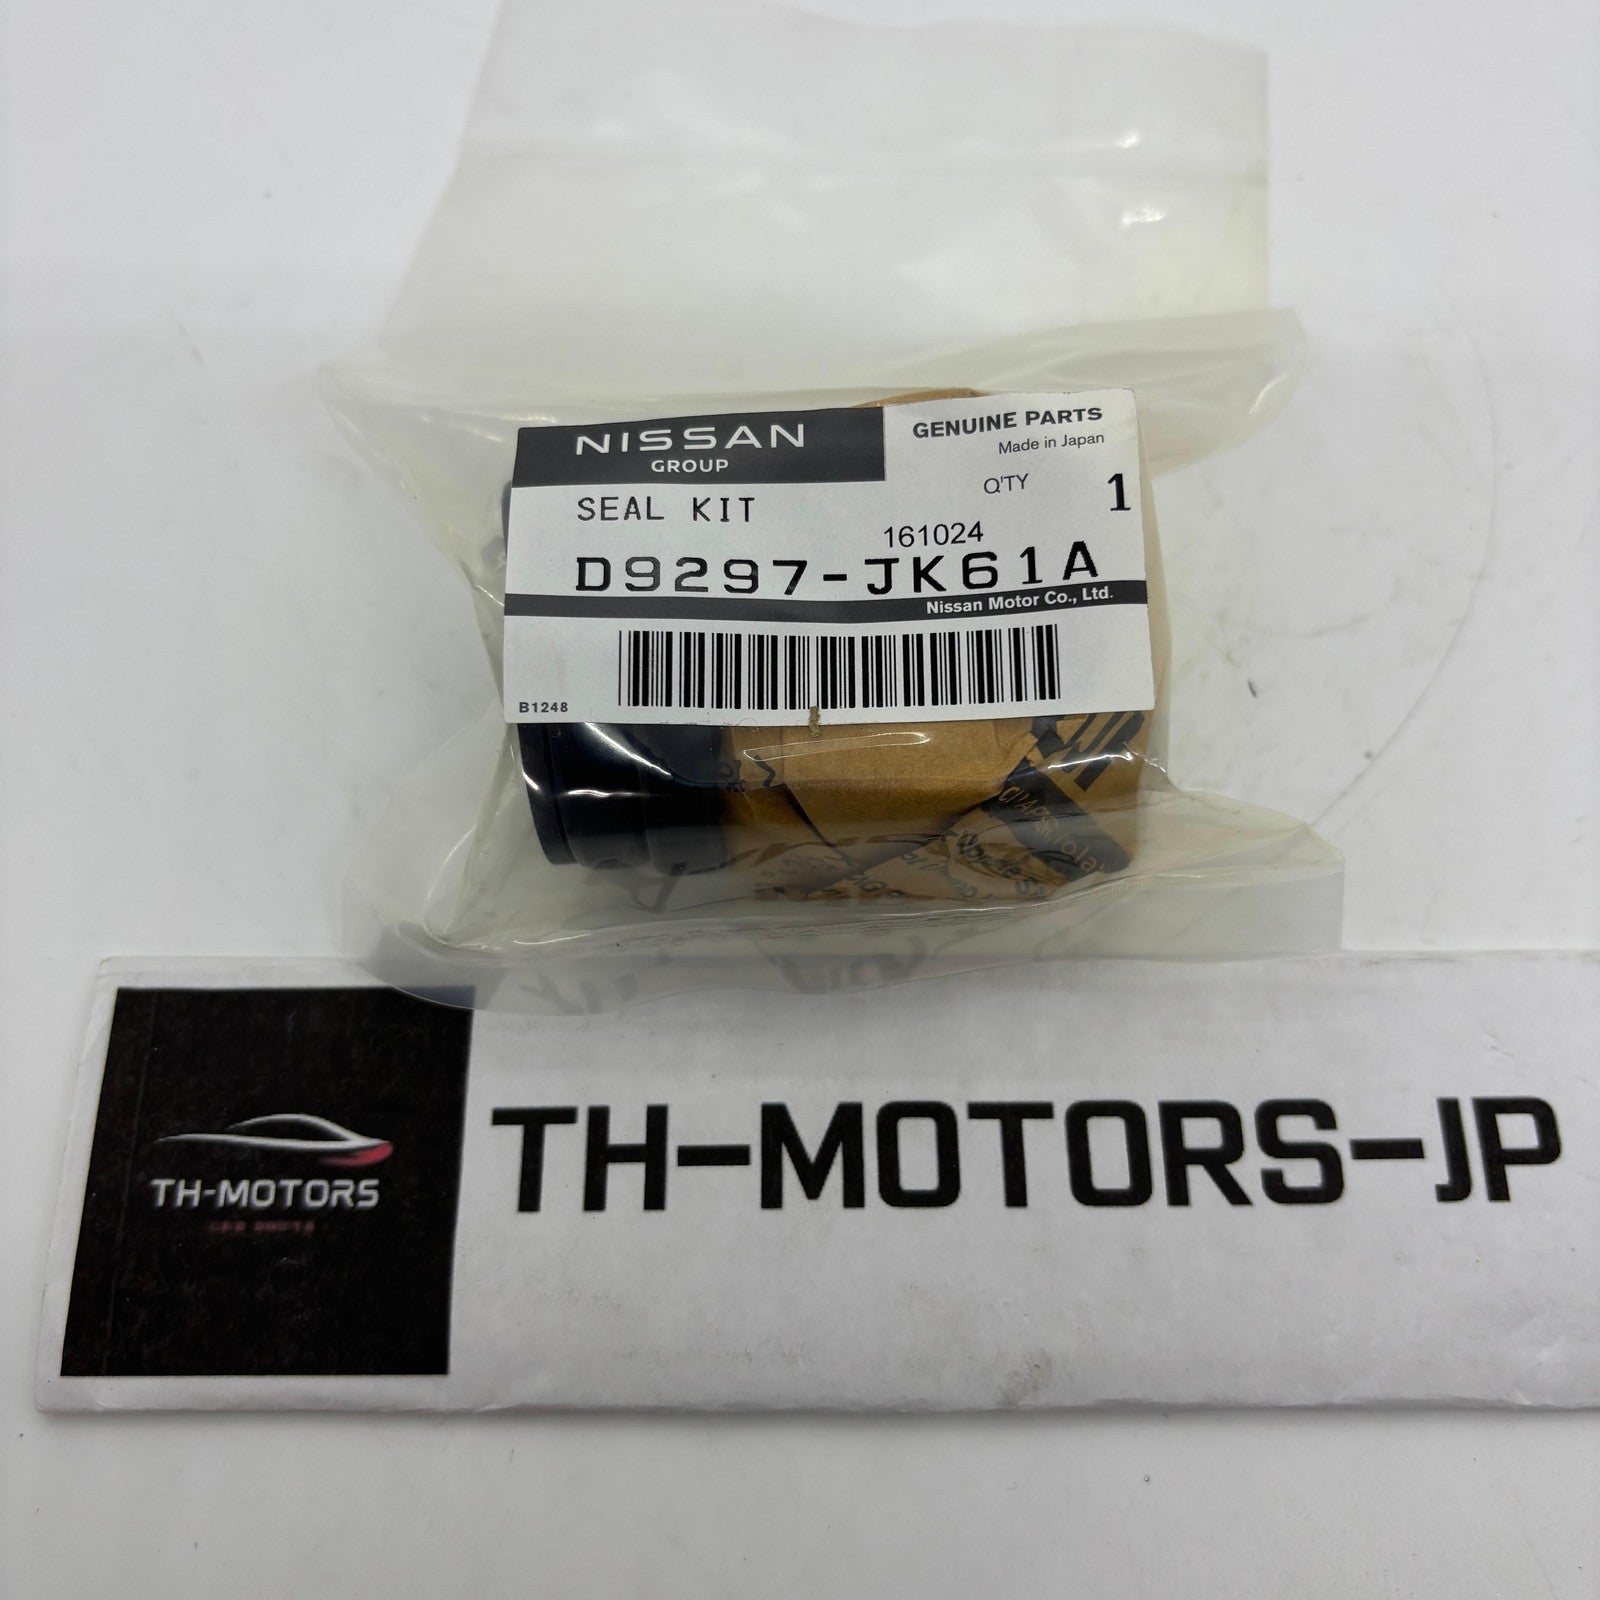 NISSAN
GROUP
GENUINE PARTS
Made in Japan
SEAL KIT
Q'TY 1
161024
D9297-JK61A
Nissan Motor Co., Ltd.
B1248
TH-MOTORS
TH-MOTORS-JP